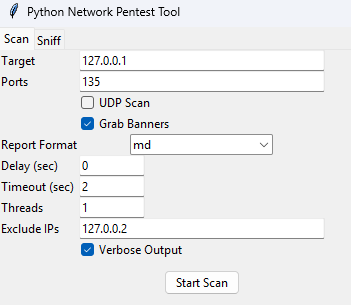 Python Network Pentest Tool
Scan Sniff
Target 127.0.0.1
Ports 135
UDP Scan
Grab Banners
Report Format md
Delay (sec) 0
Timeout (sec) 2
Threads 1
Exclude IPs 127.0.0.2
Verbose Output
Start Scan